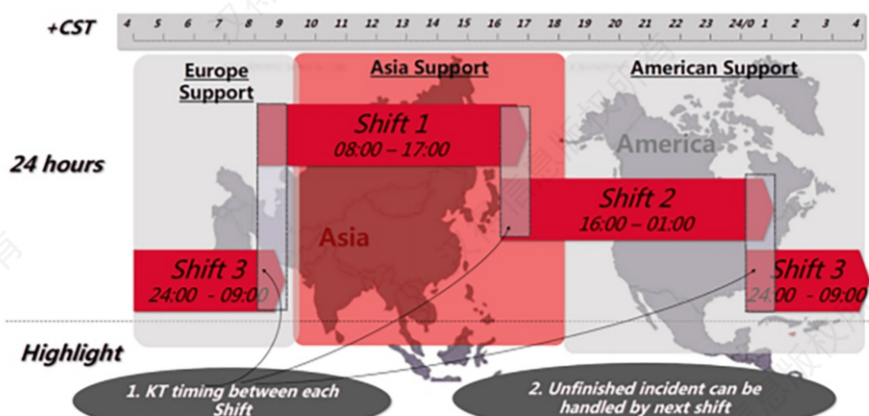 +CST
4 5 6 7 8 9 10 11 12 13 14 15 16 17 18 19 20 21 22 23 24/0 1 2 3 4
Europe
Support
Asia Support
American Support
24 hours
Shift 1
08:00 – 17:00
America
Shift 2
16:00 – 01:00
Asia
Shift 3
24:00 - 09:00
Shift 3
24:00 - 09:00
Highlight
1. KT timing between each
Shift
2. Unfinished incident can be
handled by next shift